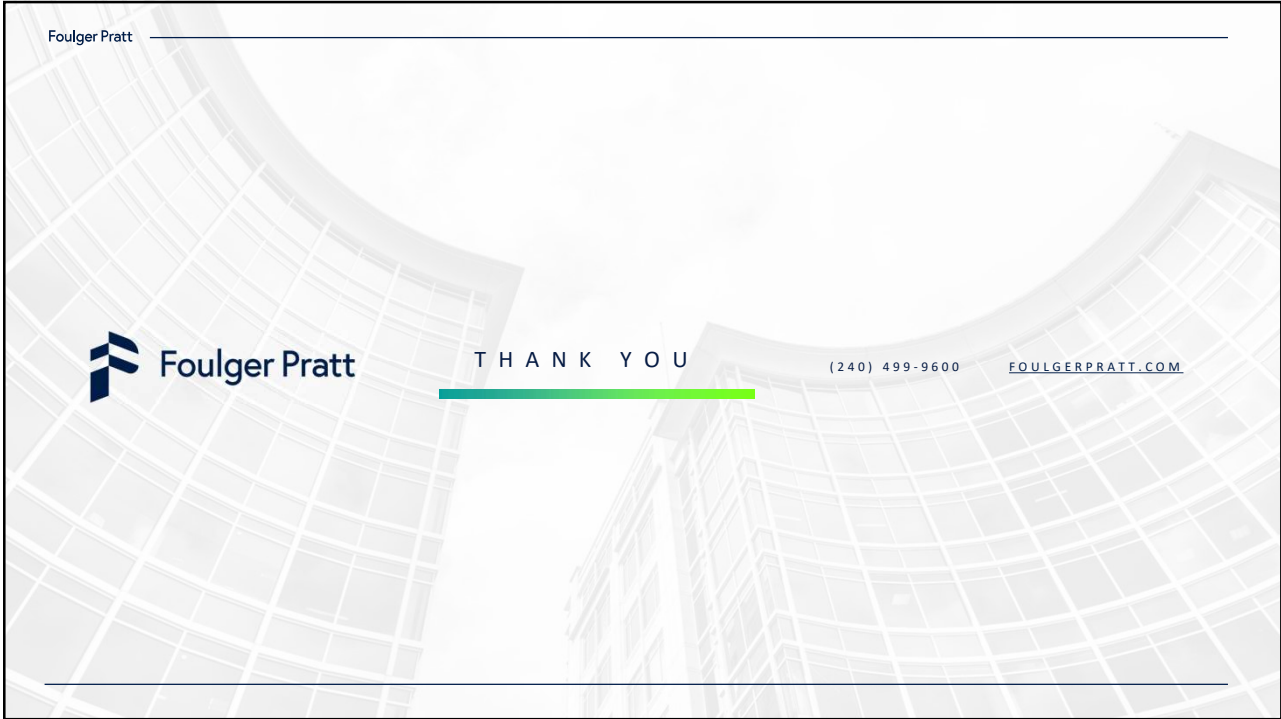 Foulger Pratt
Foulger Pratt
THANK YOU
(240) 499-9600
FOULGERPRATT.COM